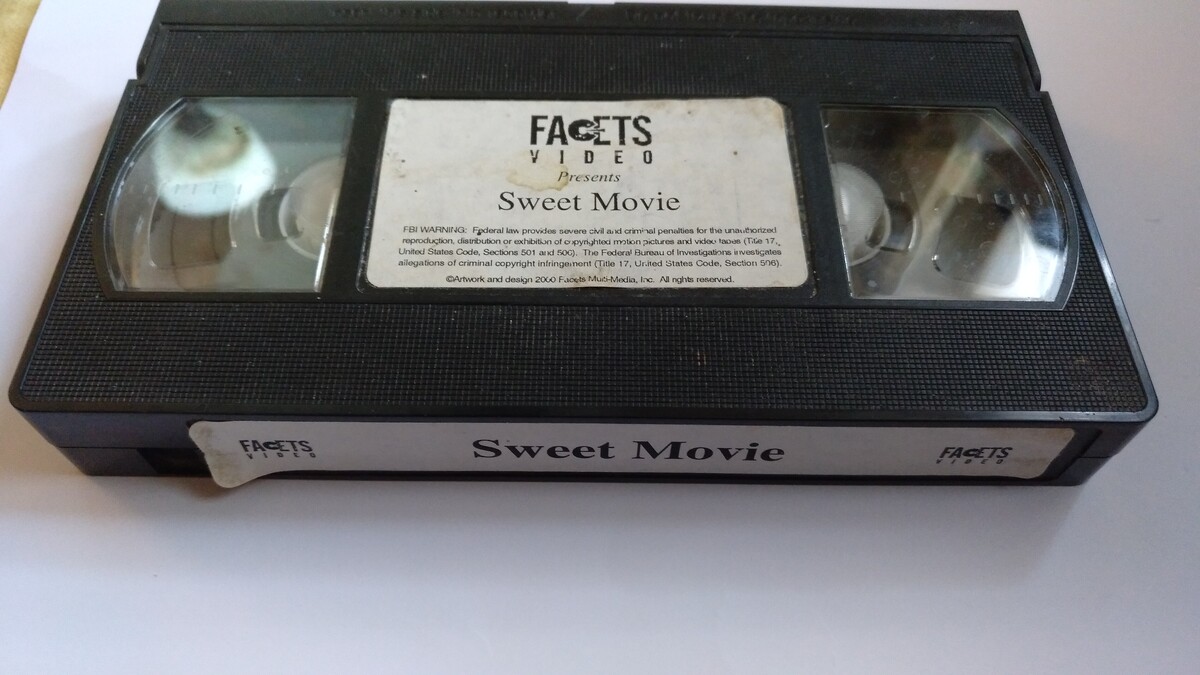 FACETS
VIDEO
Presents
Sweet Movie
FBI WARNING: Federal law provides severe civil and criminal penalties for the unauthorized
reproduction, distribution or exhibition of copyrighted motion pictures and video tapes (Title 17,
United States Code, Sections 501 and 506). The Federal Bureau of Investigations investigates
allegations of criminal copyright infringement (Title 17, United States Code, Section 506).
©Artwork and design 2000 Facets Multi-Media, Inc. All rights reserved.
FACETS
VIDEO
Sweet Movie
FACETS
VIDEO